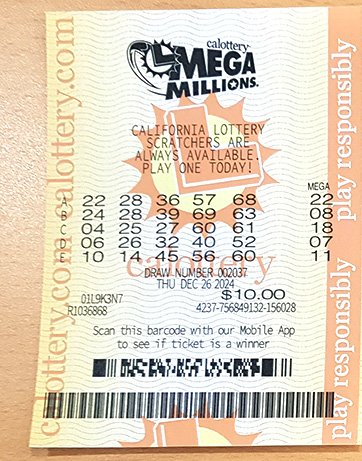 calottery
MEGA
MILLIONS.
CALIFORNIA LOTTERY
SCRATCHERS ARE
ALWAYS AVAILABLE.
PLAY ONE TODAY!
MEGA
A 22 28 36 57 68 22
B 24 28 39 69 63 08
C 04 25 27 60 61 18
D 06 26 32 40 52 07
E 10 14 45 56 60 11
calottery
DRAW NUMBER 002037
THU DEC 26 2024
01L9K3N7 $10.00
R1036868 4237-756849132-156028
Scan this barcode with our Mobile App
to see if ticket is a winner
calottery.com calottery.com
play responsibly play responsibly